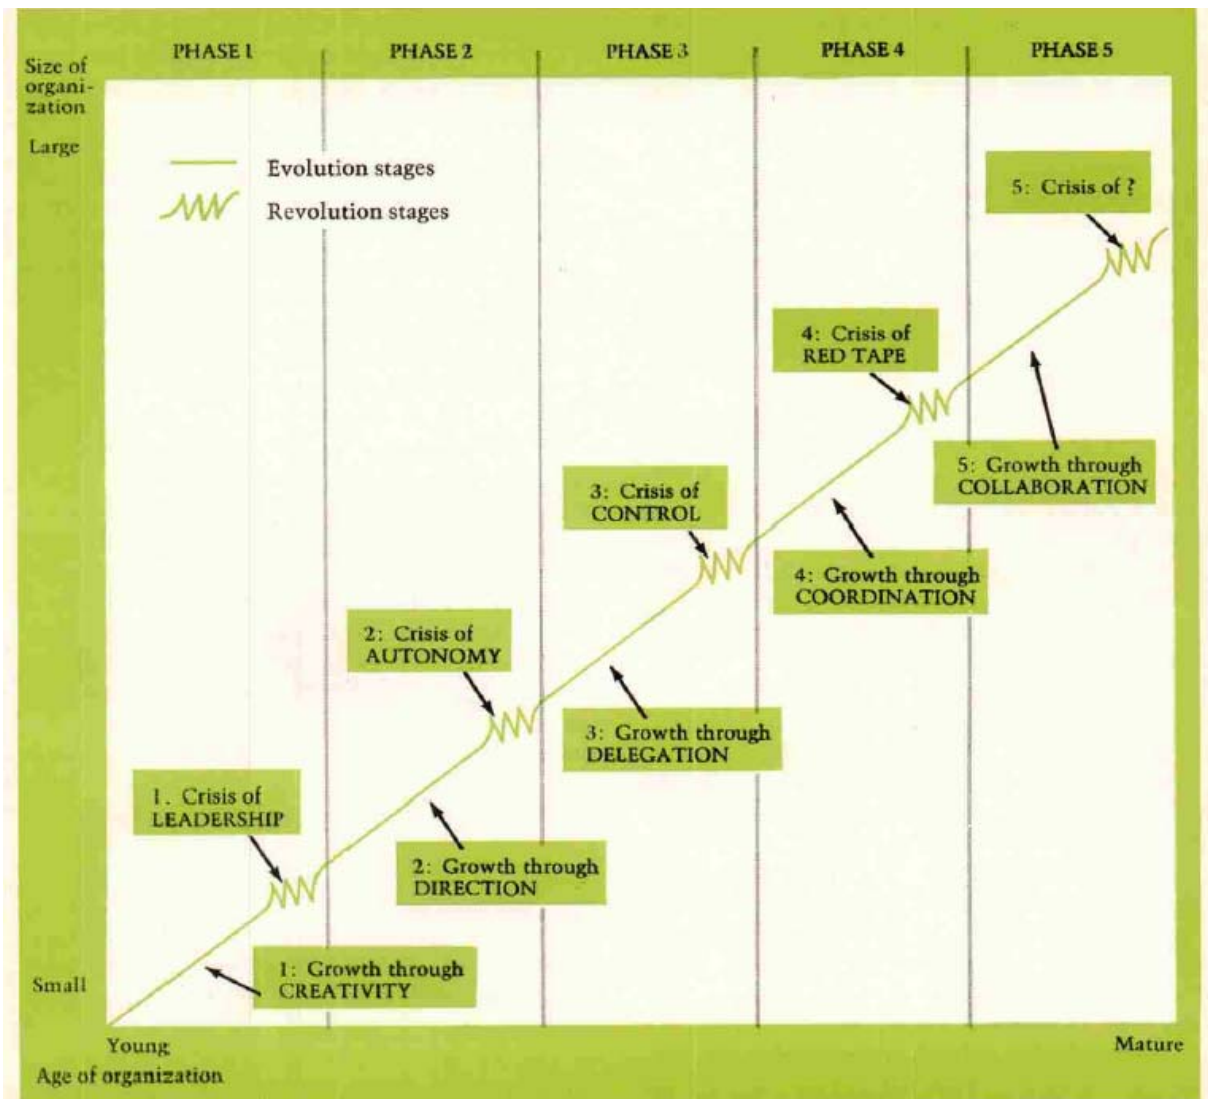 PHASE 1
PHASE 2
PHASE 3
PHASE 4
PHASE 5
Size of
organi-
zation
Large
Evolution stages
Revolution stages
5: Crisis of ?
4: Crisis of
RED TAPE
5: Growth through
COLLABORATION
3: Crisis of
CONTROL
4: Growth through
COORDINATION
2: Crisis of
AUTONOMY
3: Growth through
DELEGATION
1. Crisis of
LEADERSHIP
2: Growth through
DIRECTION
1: Growth through
CREATIVITY
Small
Young
Mature
Age of organization